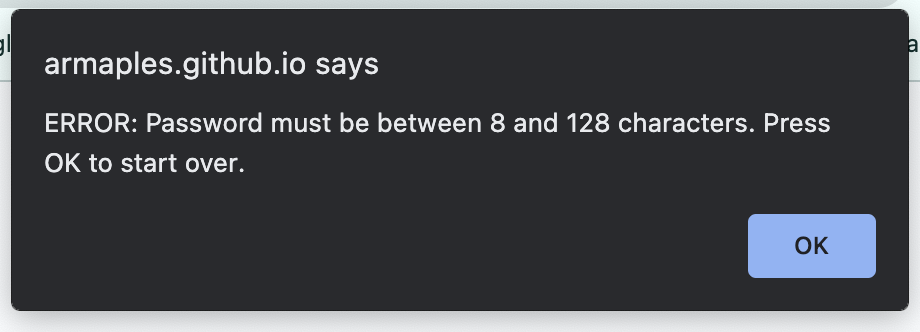 armaples.github.io says
ERROR: Password must be between 8 and 128 characters. Press
OK to start over.
OK